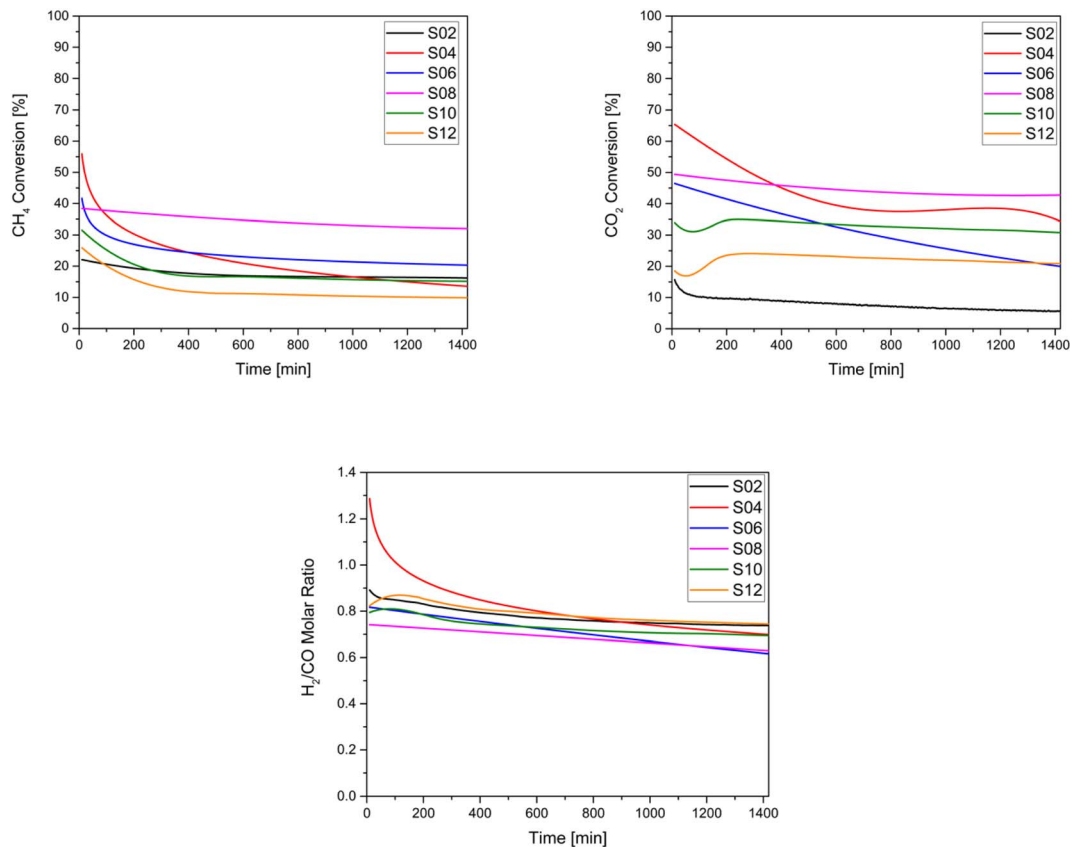 100
90
80
70
60
50
40
30
20
10
0
CH₄ Conversion [%]
0 200 400 600 800 1000 1200 1400
Time [min]
S02
S04
S06
S08
S10
S12
100
90
80
70
60
50
40
30
20
10
0
CO₂ Conversion [%]
0 200 400 600 800 1000 1200 1400
Time [min]
S02
S04
S06
S08
S10
S12
1.4
1.2
1.0
0.8
0.6
0.4
0.2
0.0
H₂/CO Molar Ratio
0 200 400 600 800 1000 1200 1400
Time [min]
S02
S04
S06
S08
S10
S12